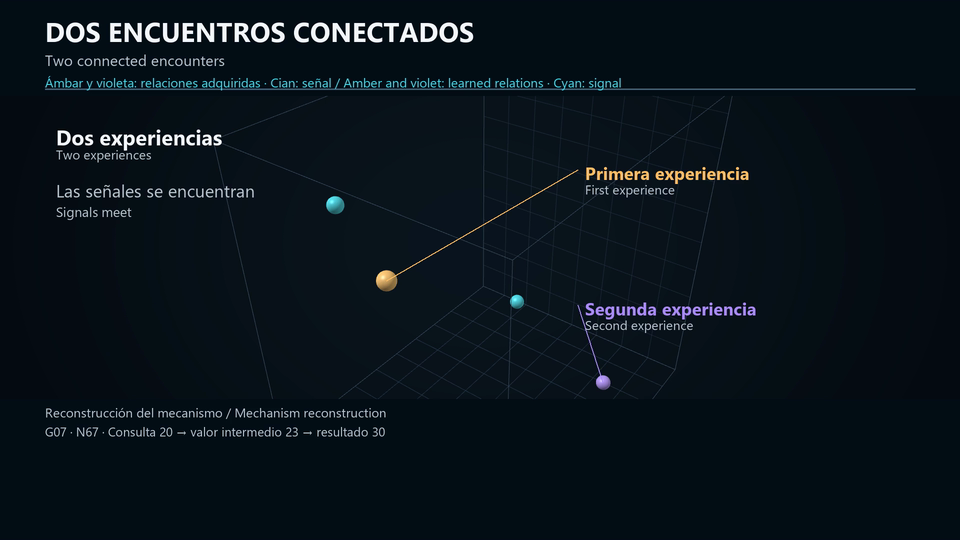 DOS ENCUENTROS CONECTADOS
Two connected encounters
Ámbar y violeta: relaciones adquiridas · Cian: señal / Amber and violet: learned relations · Cyan: signal
Dos experiencias
Two experiences
Las señales se encuentran
Signals meet
Primera experiencia
First experience
Segunda experiencia
Second experience
Reconstrucción del mecanismo / Mechanism reconstruction
G07 · N67 · Consulta 20 → valor intermedio 23 → resultado 30